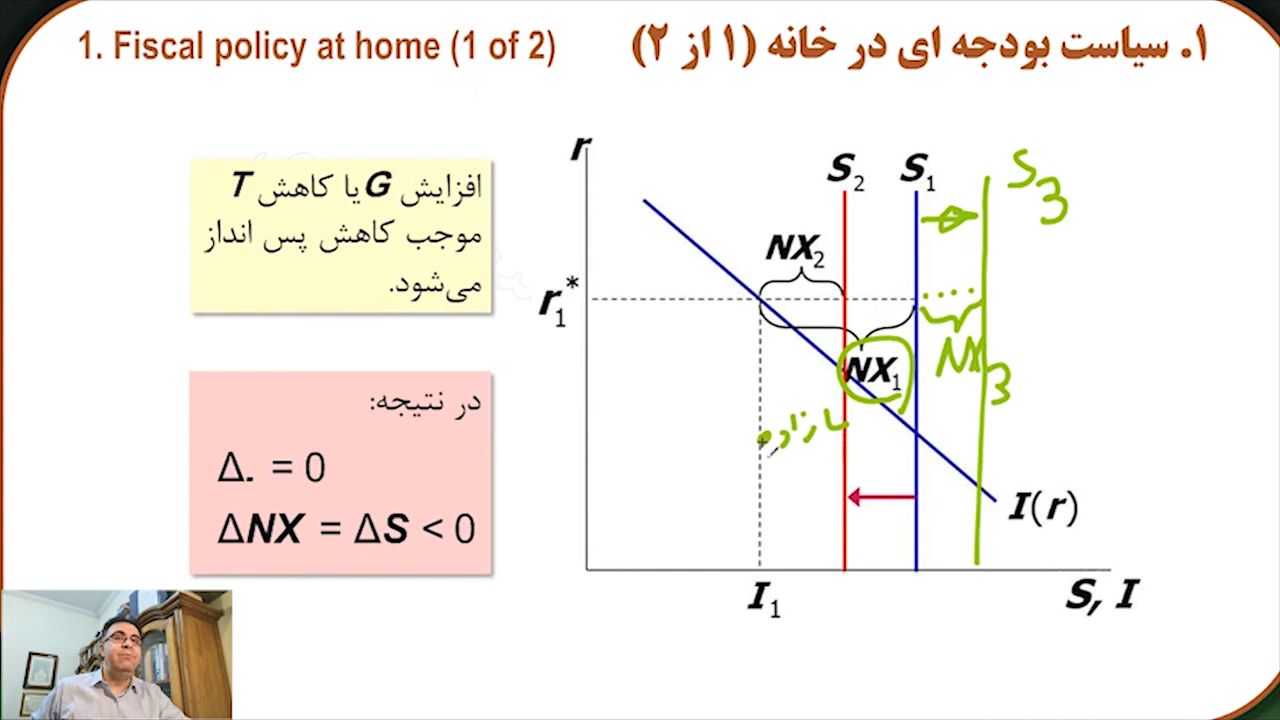 1. Fiscal policy at home (1 of 2)
۱. سیاست بودجه ای در خانه (۱ از ۲)
افزایش G یا کاهش T
موجب کاهش پس انداز
می‌شود.
در نتیجه:
Δ. = 0
ΔNX = ΔS < 0
r
S2
S1
S3
NX2
r1*
NX1
NX3
مازاد
I(r)
I1
S, I